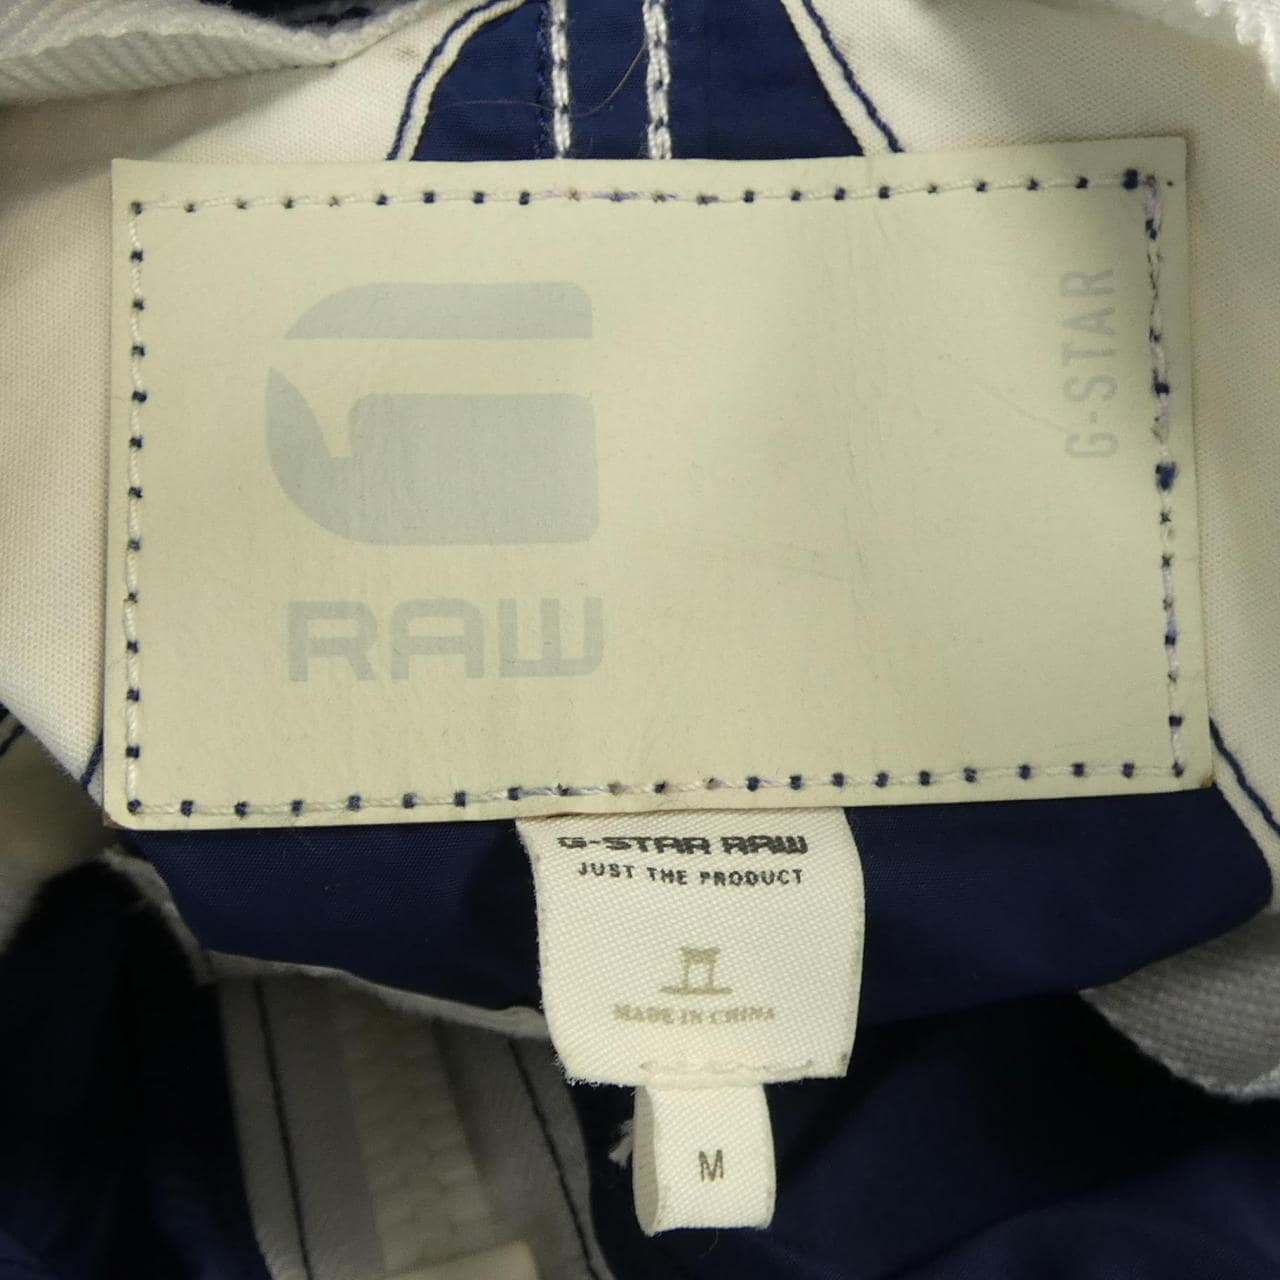 RAW
G-STAR
G-STAR RAW
JUST THE PRODUCT
MADE IN CHINA
M